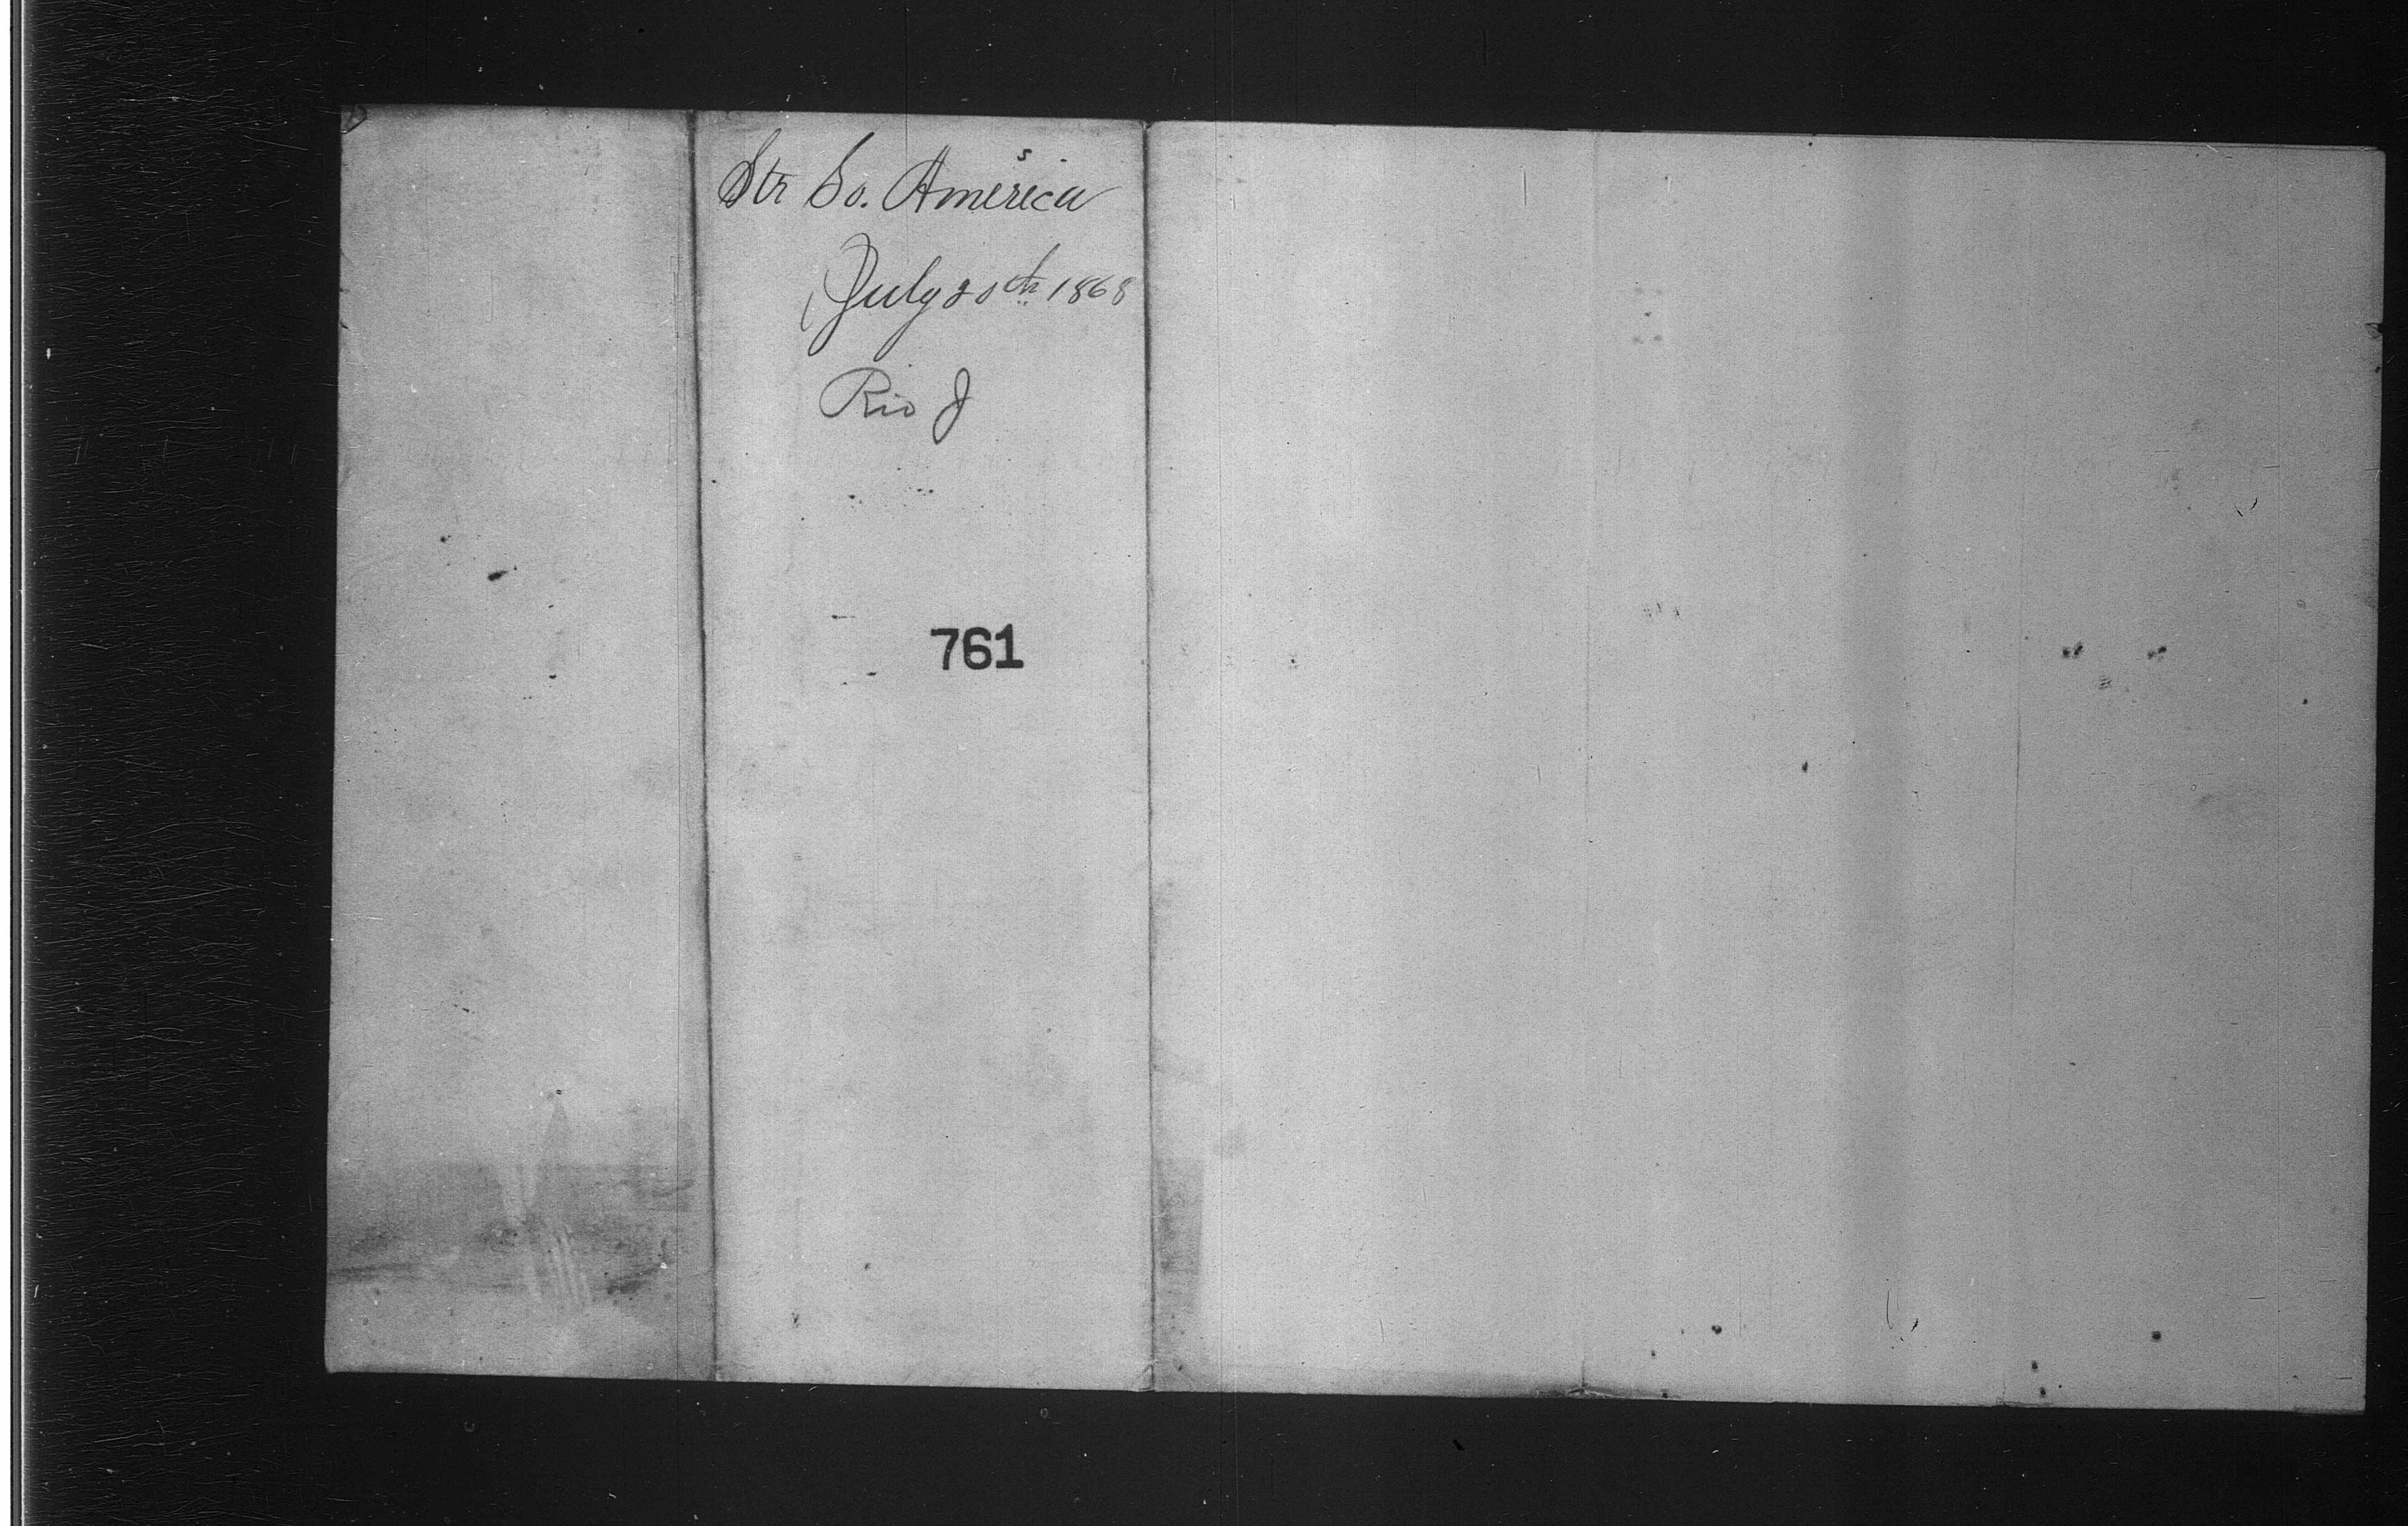 Str So. America
July 20th 1868
Rio J
761